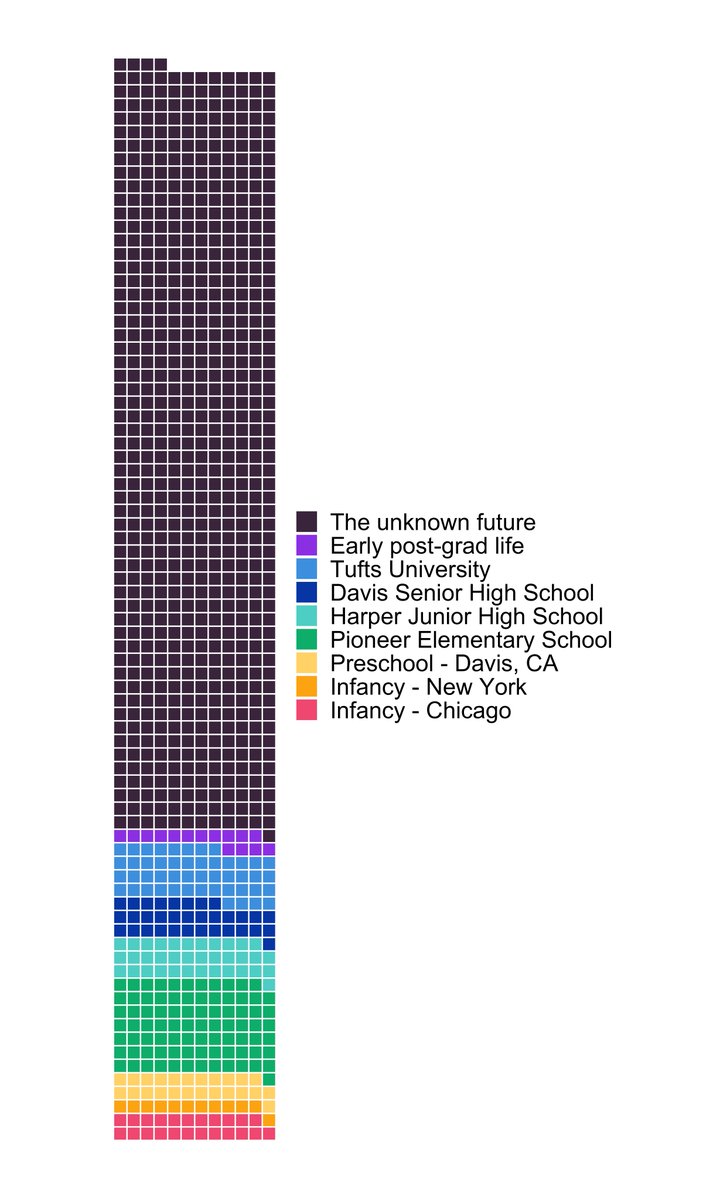 The unknown future
Early post-grad life
Tufts University
Davis Senior High School
Harper Junior High School
Pioneer Elementary School
Preschool - Davis, CA
Infancy - New York
Infancy - Chicago